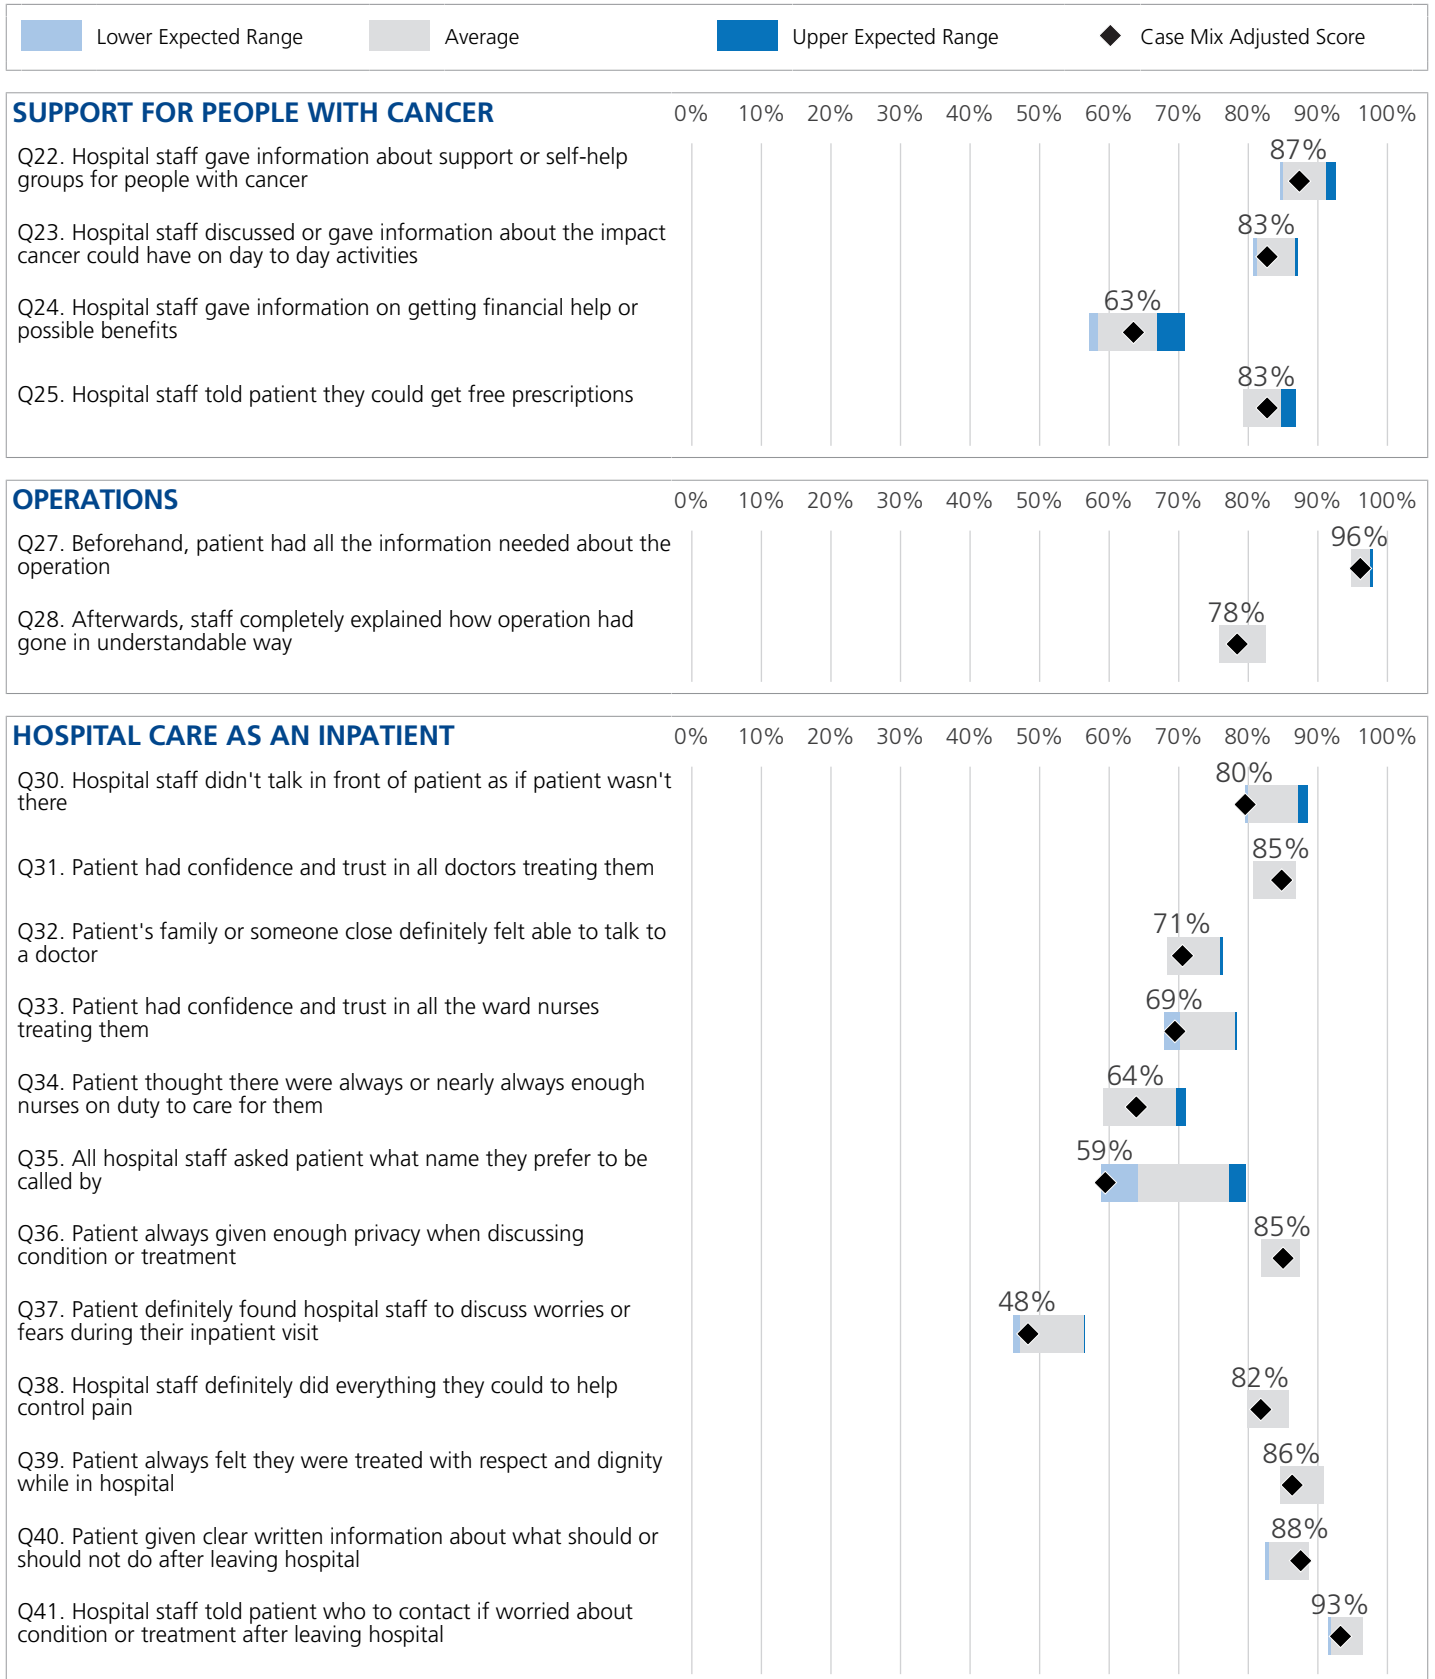 Lower Expected Range Average Upper Expected Range Case Mix Adjusted Score
SUPPORT FOR PEOPLE WITH CANCER 0% 10% 20% 30% 40% 50% 60% 70% 80% 90% 100%
Q22. Hospital staff gave information about support or self-help
groups for people with cancer
87%
Q23. Hospital staff discussed or gave information about the impact
cancer could have on day to day activities
83%
Q24. Hospital staff gave information on getting financial help or
possible benefits
63%
Q25. Hospital staff told patient they could get free prescriptions
83%
OPERATIONS 0% 10% 20% 30% 40% 50% 60% 70% 80% 90% 100%
Q27. Beforehand, patient had all the information needed about the
operation
96%
Q28. Afterwards, staff completely explained how operation had
gone in understandable way
78%
HOSPITAL CARE AS AN INPATIENT 0% 10% 20% 30% 40% 50% 60% 70% 80% 90% 100%
Q30. Hospital staff didn't talk in front of patient as if patient wasn't
there
80%
Q31. Patient had confidence and trust in all doctors treating them
85%
Q32. Patient's family or someone close definitely felt able to talk to
a doctor
71%
Q33. Patient had confidence and trust in all the ward nurses
treating them
69%
Q34. Patient thought there were always or nearly always enough
nurses on duty to care for them
64%
Q35. All hospital staff asked patient what name they prefer to be
called by
59%
Q36. Patient always given enough privacy when discussing
condition or treatment
85%
Q37. Patient definitely found hospital staff to discuss worries or
fears during their inpatient visit
48%
Q38. Hospital staff definitely did everything they could to help
control pain
82%
Q39. Patient always felt they were treated with respect and dignity
while in hospital
86%
Q40. Patient given clear written information about what should or
should not do after leaving hospital
88%
Q41. Hospital staff told patient who to contact if worried about
condition or treatment after leaving hospital
93%